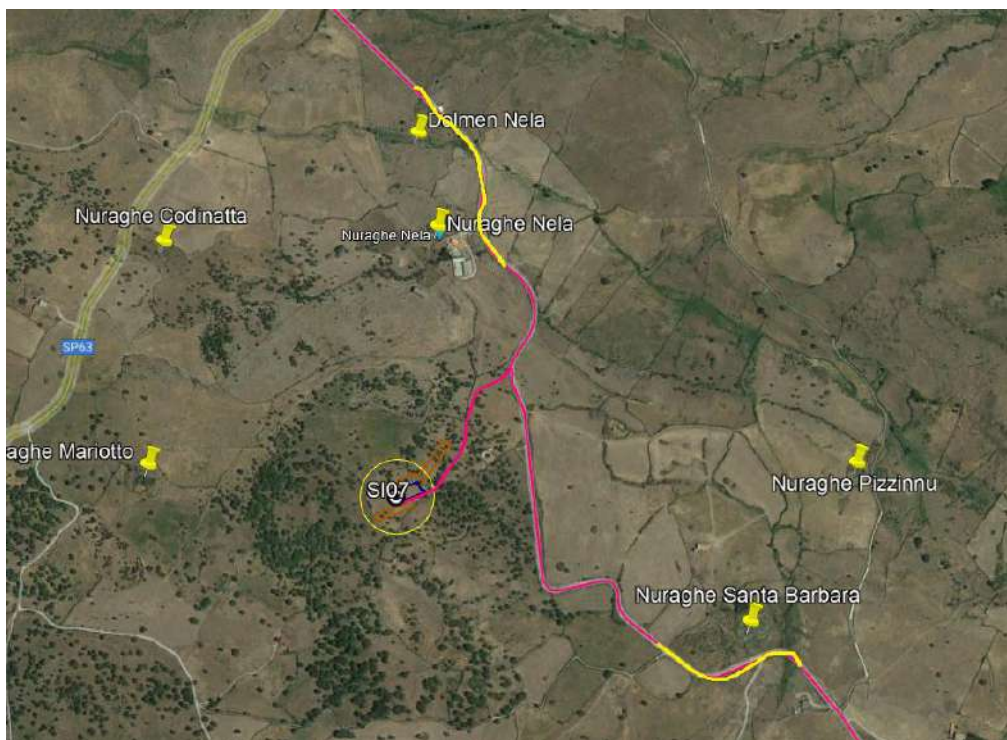 Dolmen Nela
Nuraghe Codinatta
Nuraghe Nela
Nuraghe Nela
SP63
aghe Mariotto
SI07
Nuraghe Pizzinnu
Nuraghe Santa Barbara